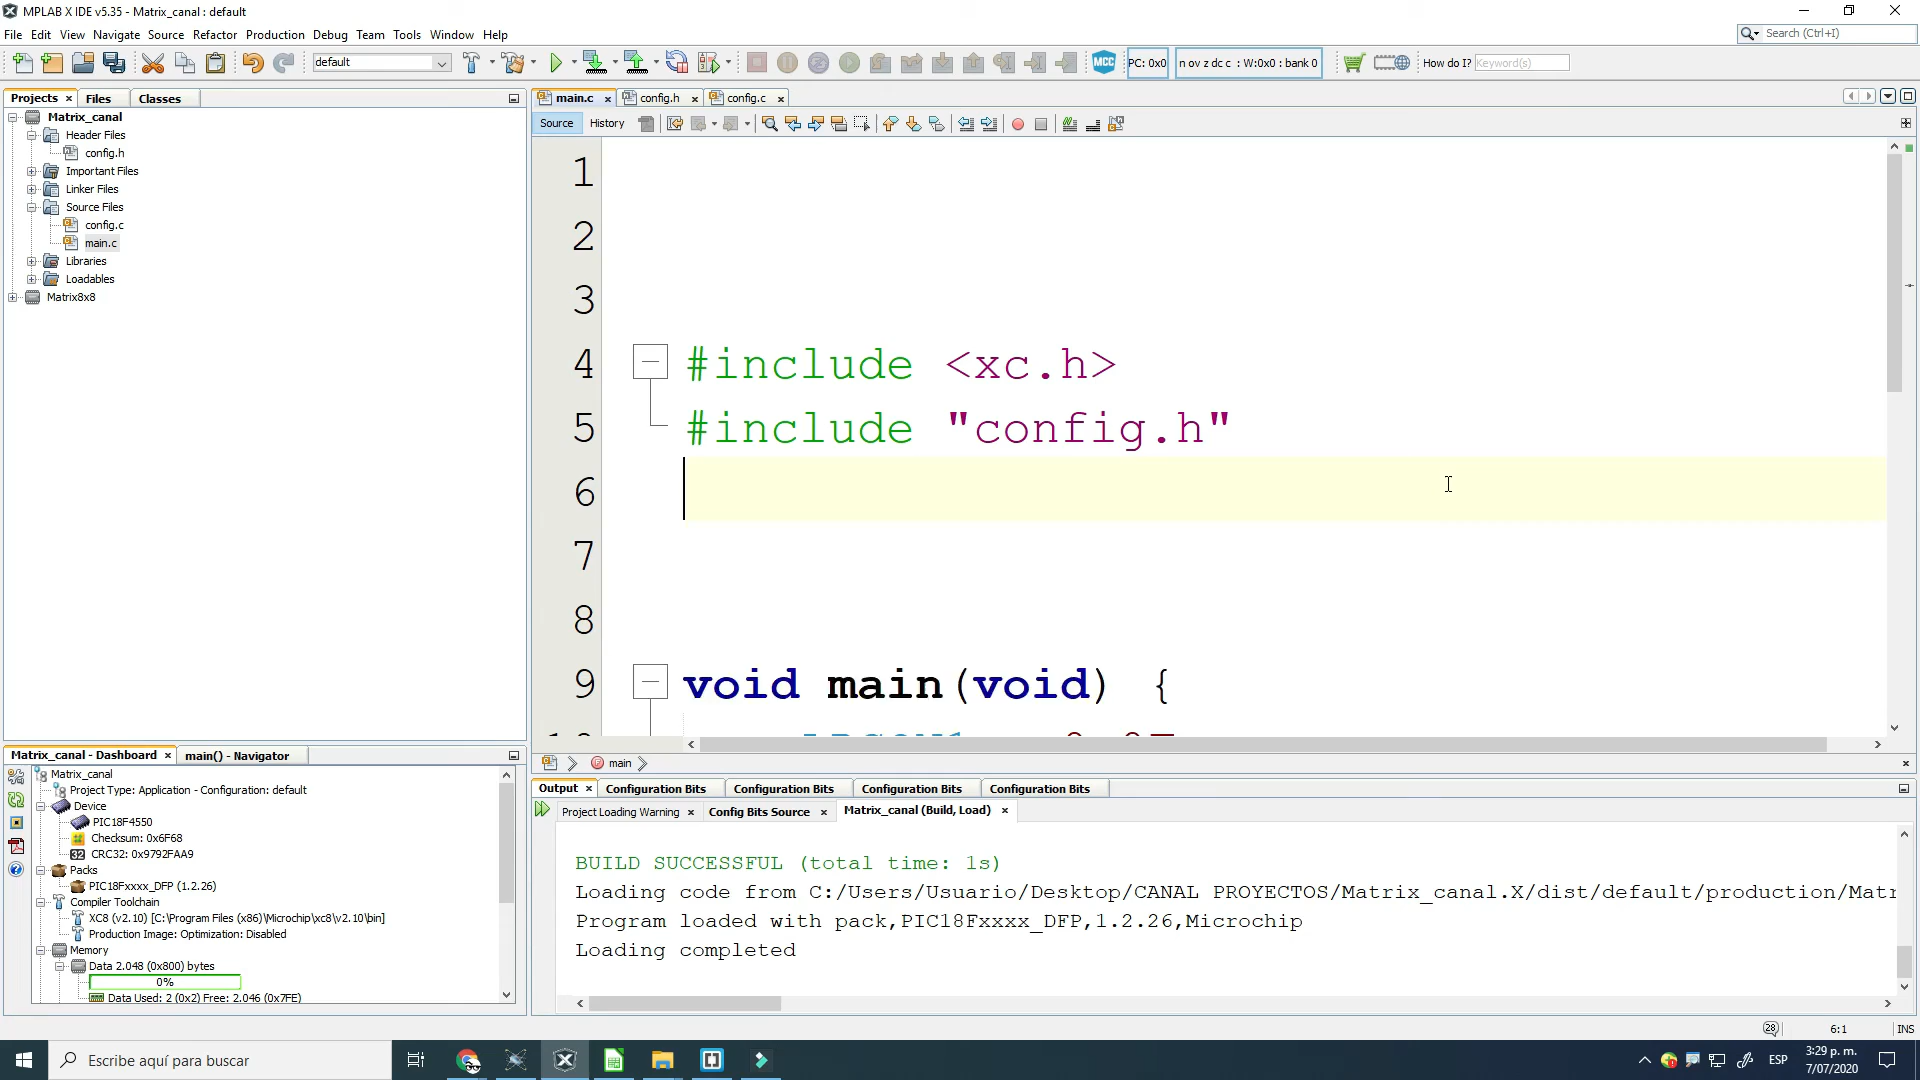 MPLAB X IDE v5.35 - Matrix_canal : default
File Edit View Navigate Source Refactor Production Debug Team Tools Window Help
Search (Ctrl+I)
default
MCC
PC: 0x0
n ov z dc c : W:0x0 : bank 0
How do I?
Keyword(s)
Projects
Files
Classes
Matrix_canal
Header Files
config.h
Important Files
Linker Files
Source Files
config.c
main.c
Libraries
Loadables
Matrix8x8
main.c
config.h
config.c
Source
History
1
2
3
4 #include <xc.h>
5 #include "config.h"
6
7
8
9 void main(void) {
main
Matrix_canal - Dashboard
main() - Navigator
Matrix_canal
Project Type: Application - Configuration: default
Device
PIC18F4550
Checksum: 0x6F68
32 CRC32: 0x9792FAA9
Packs
PIC18Fxxxx_DFP (1.2.26)
Compiler Toolchain
XC8 (v2.10) [C:\Program Files (x86)\Microchip\xc8\v2.10\bin]
Production Image: Optimization: Disabled
Memory
Data 2.048 (0x800) bytes
0%
Data Used: 2 (0x2) Free: 2.046 (0x7FE)
Output
Configuration Bits
Configuration Bits
Configuration Bits
Configuration Bits
Project Loading Warning
Config Bits Source
Matrix_canal (Build, Load)
BUILD SUCCESSFUL (total time: 1s)
Loading code from C:/Users/Usuario/Desktop/CANAL PROYECTOS/Matrix_canal.X/dist/default/production/Matr
Program loaded with pack,PIC18Fxxxx_DFP,1.2.26,Microchip
Loading completed
28
6:1
INS
Escribe aquí para buscar
ESP
3:29 p. m.
7/07/2020